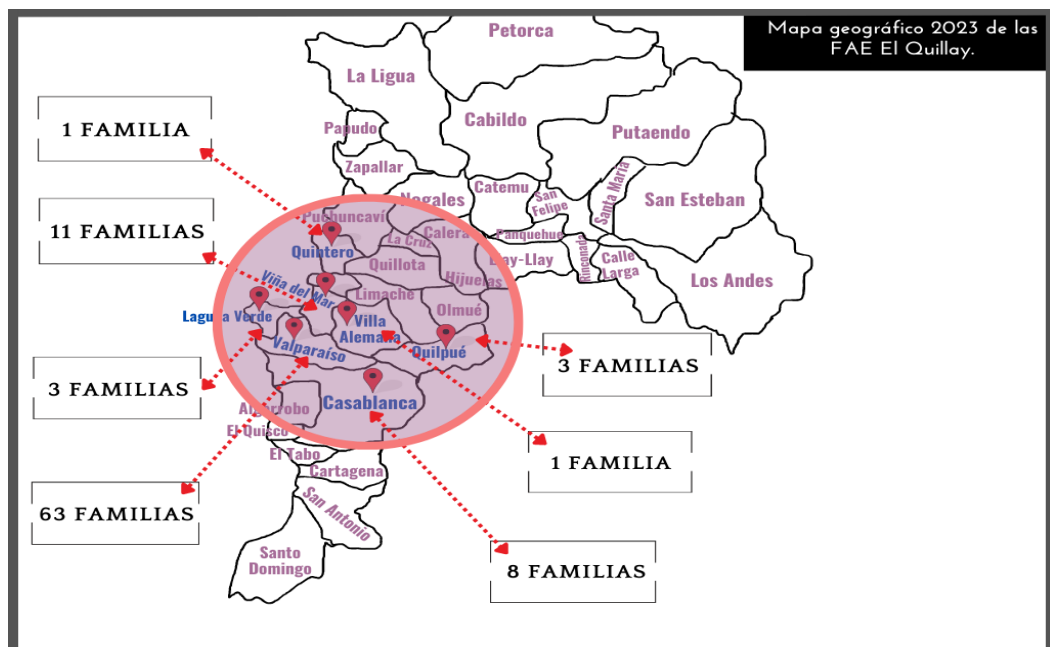 Mapa geográfico 2023 de las
FAE El Quillay.
Petorca
La Ligua
Cabildo
Papudo
Putaendo
Zapallar
Catemu
San
Felipe
Santa María
San Esteban
Nogales
Puchuncaví
Calera
La Cruz
Panquehue
Quintero
Quillota
Llay-Llay
Rinconada
Calle
Larga
Los Andes
Hijuelas
Viña del Mar
Limache
Olmué
Laguna Verde
Villa
Alemana
Valparaíso
Quilpué
Casablanca
Algarrobo
El Quisco
El Tabo
Cartagena
San Antonio
Santo
Domingo
1 FAMILIA
11 FAMILIAS
3 FAMILIAS
63 FAMILIAS
3 FAMILIAS
1 FAMILIA
8 FAMILIAS